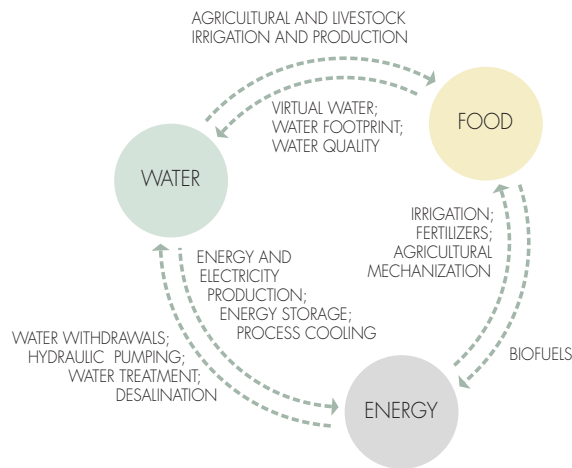 AGRICULTURAL AND LIVESTOCK
IRRIGATION AND PRODUCTION
VIRTUAL WATER;
WATER FOOTPRINT;
WATER QUALITY
FOOD
WATER
IRRIGATION;
FERTILIZERS;
AGRICULTURAL
MECHANIZATION
ENERGY AND
ELECTRICITY
PRODUCTION;
ENERGY STORAGE;
PROCESS COOLING
WATER WITHDRAWALS;
HYDRAULIC PUMPING;
WATER TREATMENT;
DESALINATION
BIOFUELS
ENERGY